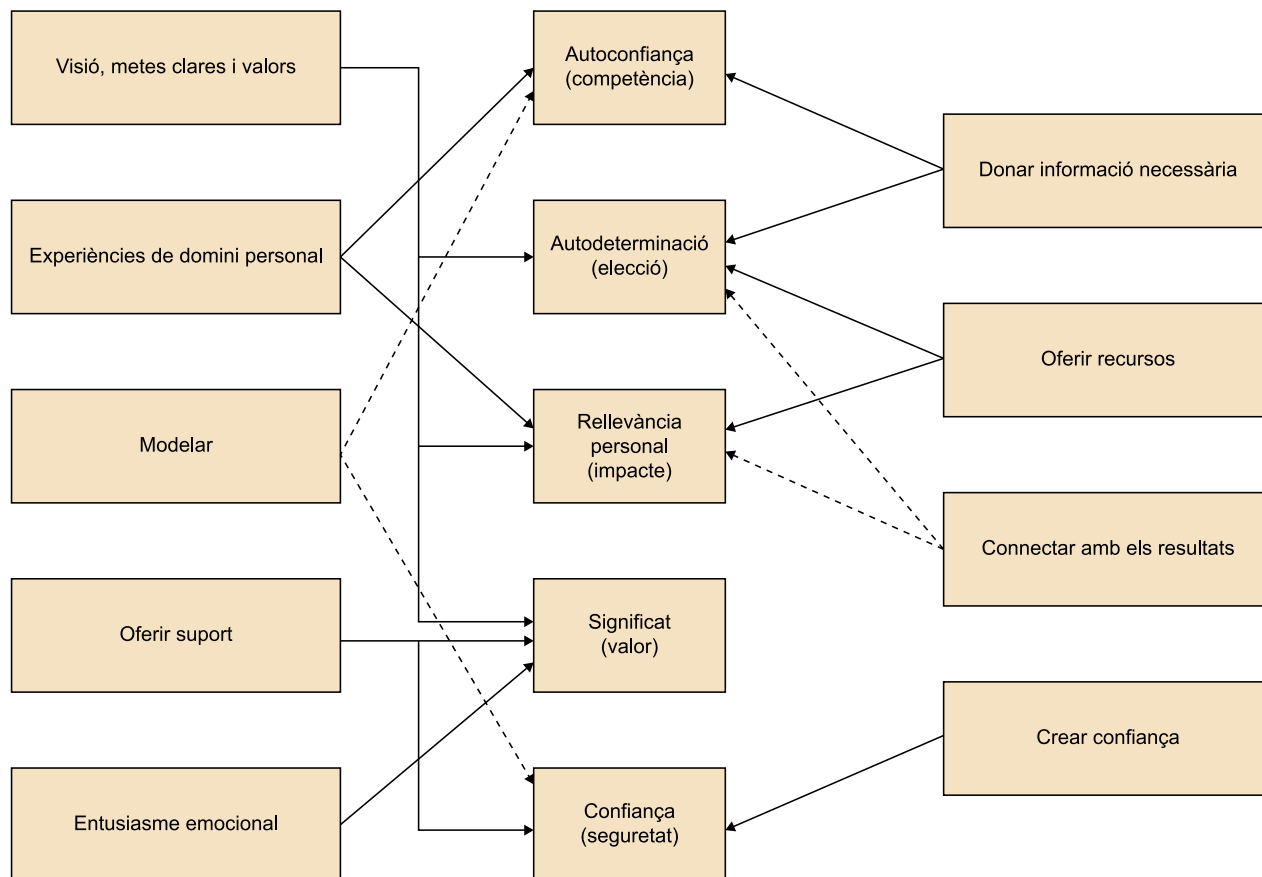 Visió, metes clares i valors
Experiències de domini personal
Modelar
Oferir suport
Entusiasme emocional
Autoconfiança
(competència)
Autodeterminació
(elecció)
Rellevància
personal
(impacte)
Significat
(valor)
Confiança
(seguretat)
Donar informació necessària
Oferir recursos
Connectar amb els resultats
Crear confiança